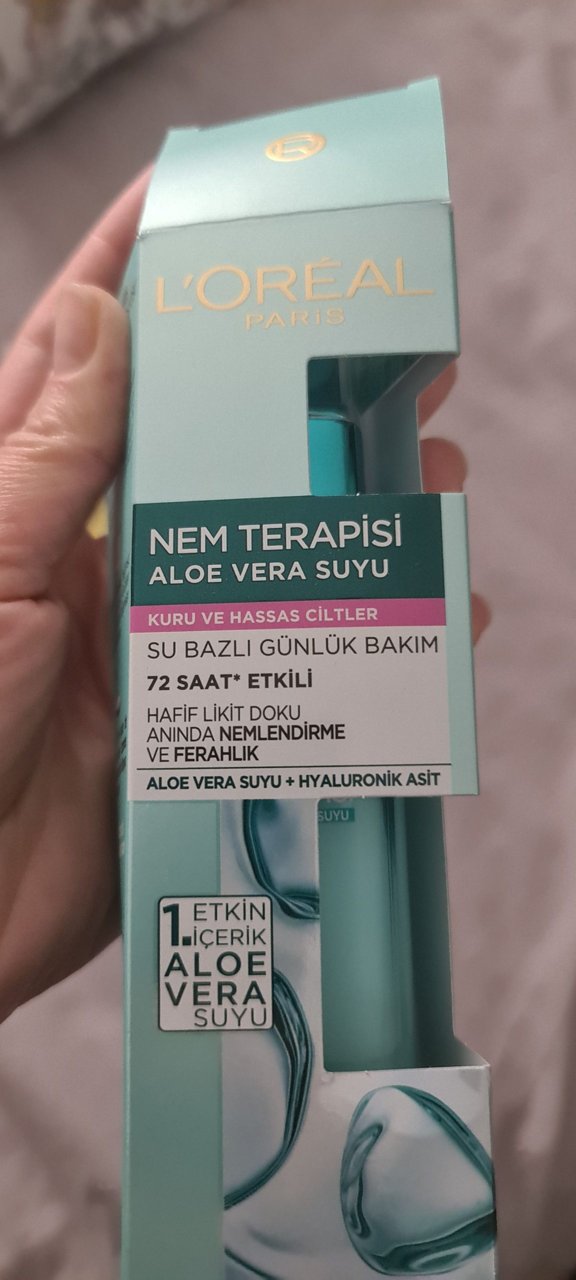 L'ORÉAL
PARIS
NEM TERAPİSİ
ALOE VERA SUYU
KURU VE HASSAS CİLTLER
SU BAZLI GÜNLÜK BAKIM
72 SAAT* ETKİLİ
HAFİF LİKİT DOKU
ANINDA NEMLENDİRME
VE FERAHLIK
ALOE VERA SUYU + HYALURONİK ASİT
SUYU
1. ETKİN
İÇERİK
ALOE
VERA
SUYU